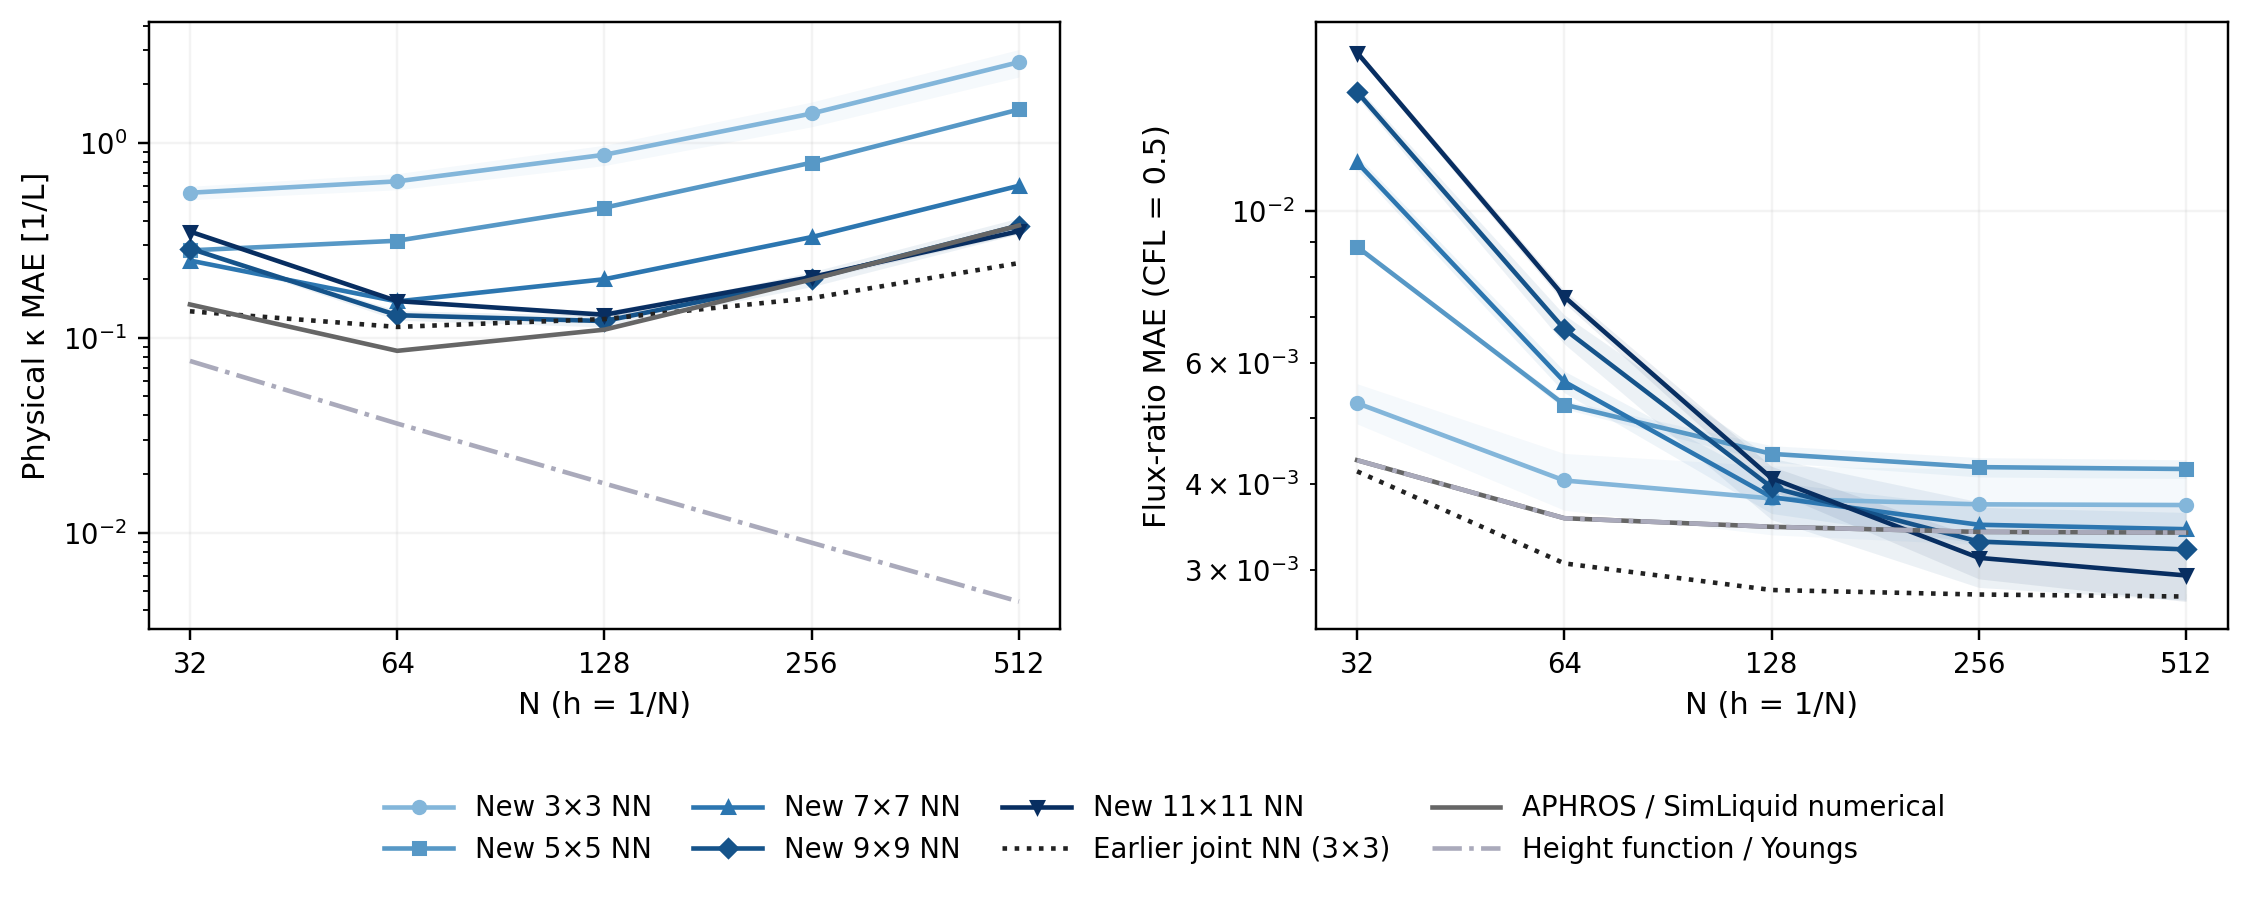 Physical κ MAE [1/L]
10⁰
10⁻¹
10⁻²
32 64 128 256 512
N (h = 1/N)
Flux-ratio MAE (CFL = 0.5)
10⁻²
6 × 10⁻³
4 × 10⁻³
3 × 10⁻³
32 64 128 256 512
N (h = 1/N)
New 3×3 NN
New 5×5 NN
New 7×7 NN
New 9×9 NN
New 11×11 NN
Earlier joint NN (3×3)
APHROS / SimLiquid numerical
Height function / Youngs